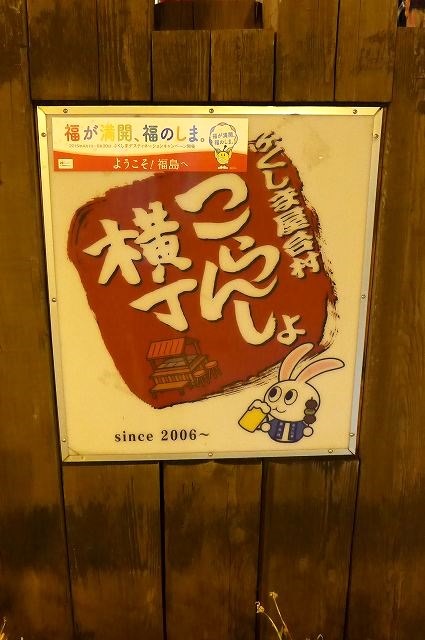 福が満開、福のしま。
ようこそ!福島へ
ふくしま屋台村
こらんしょ
横丁
since 2006~